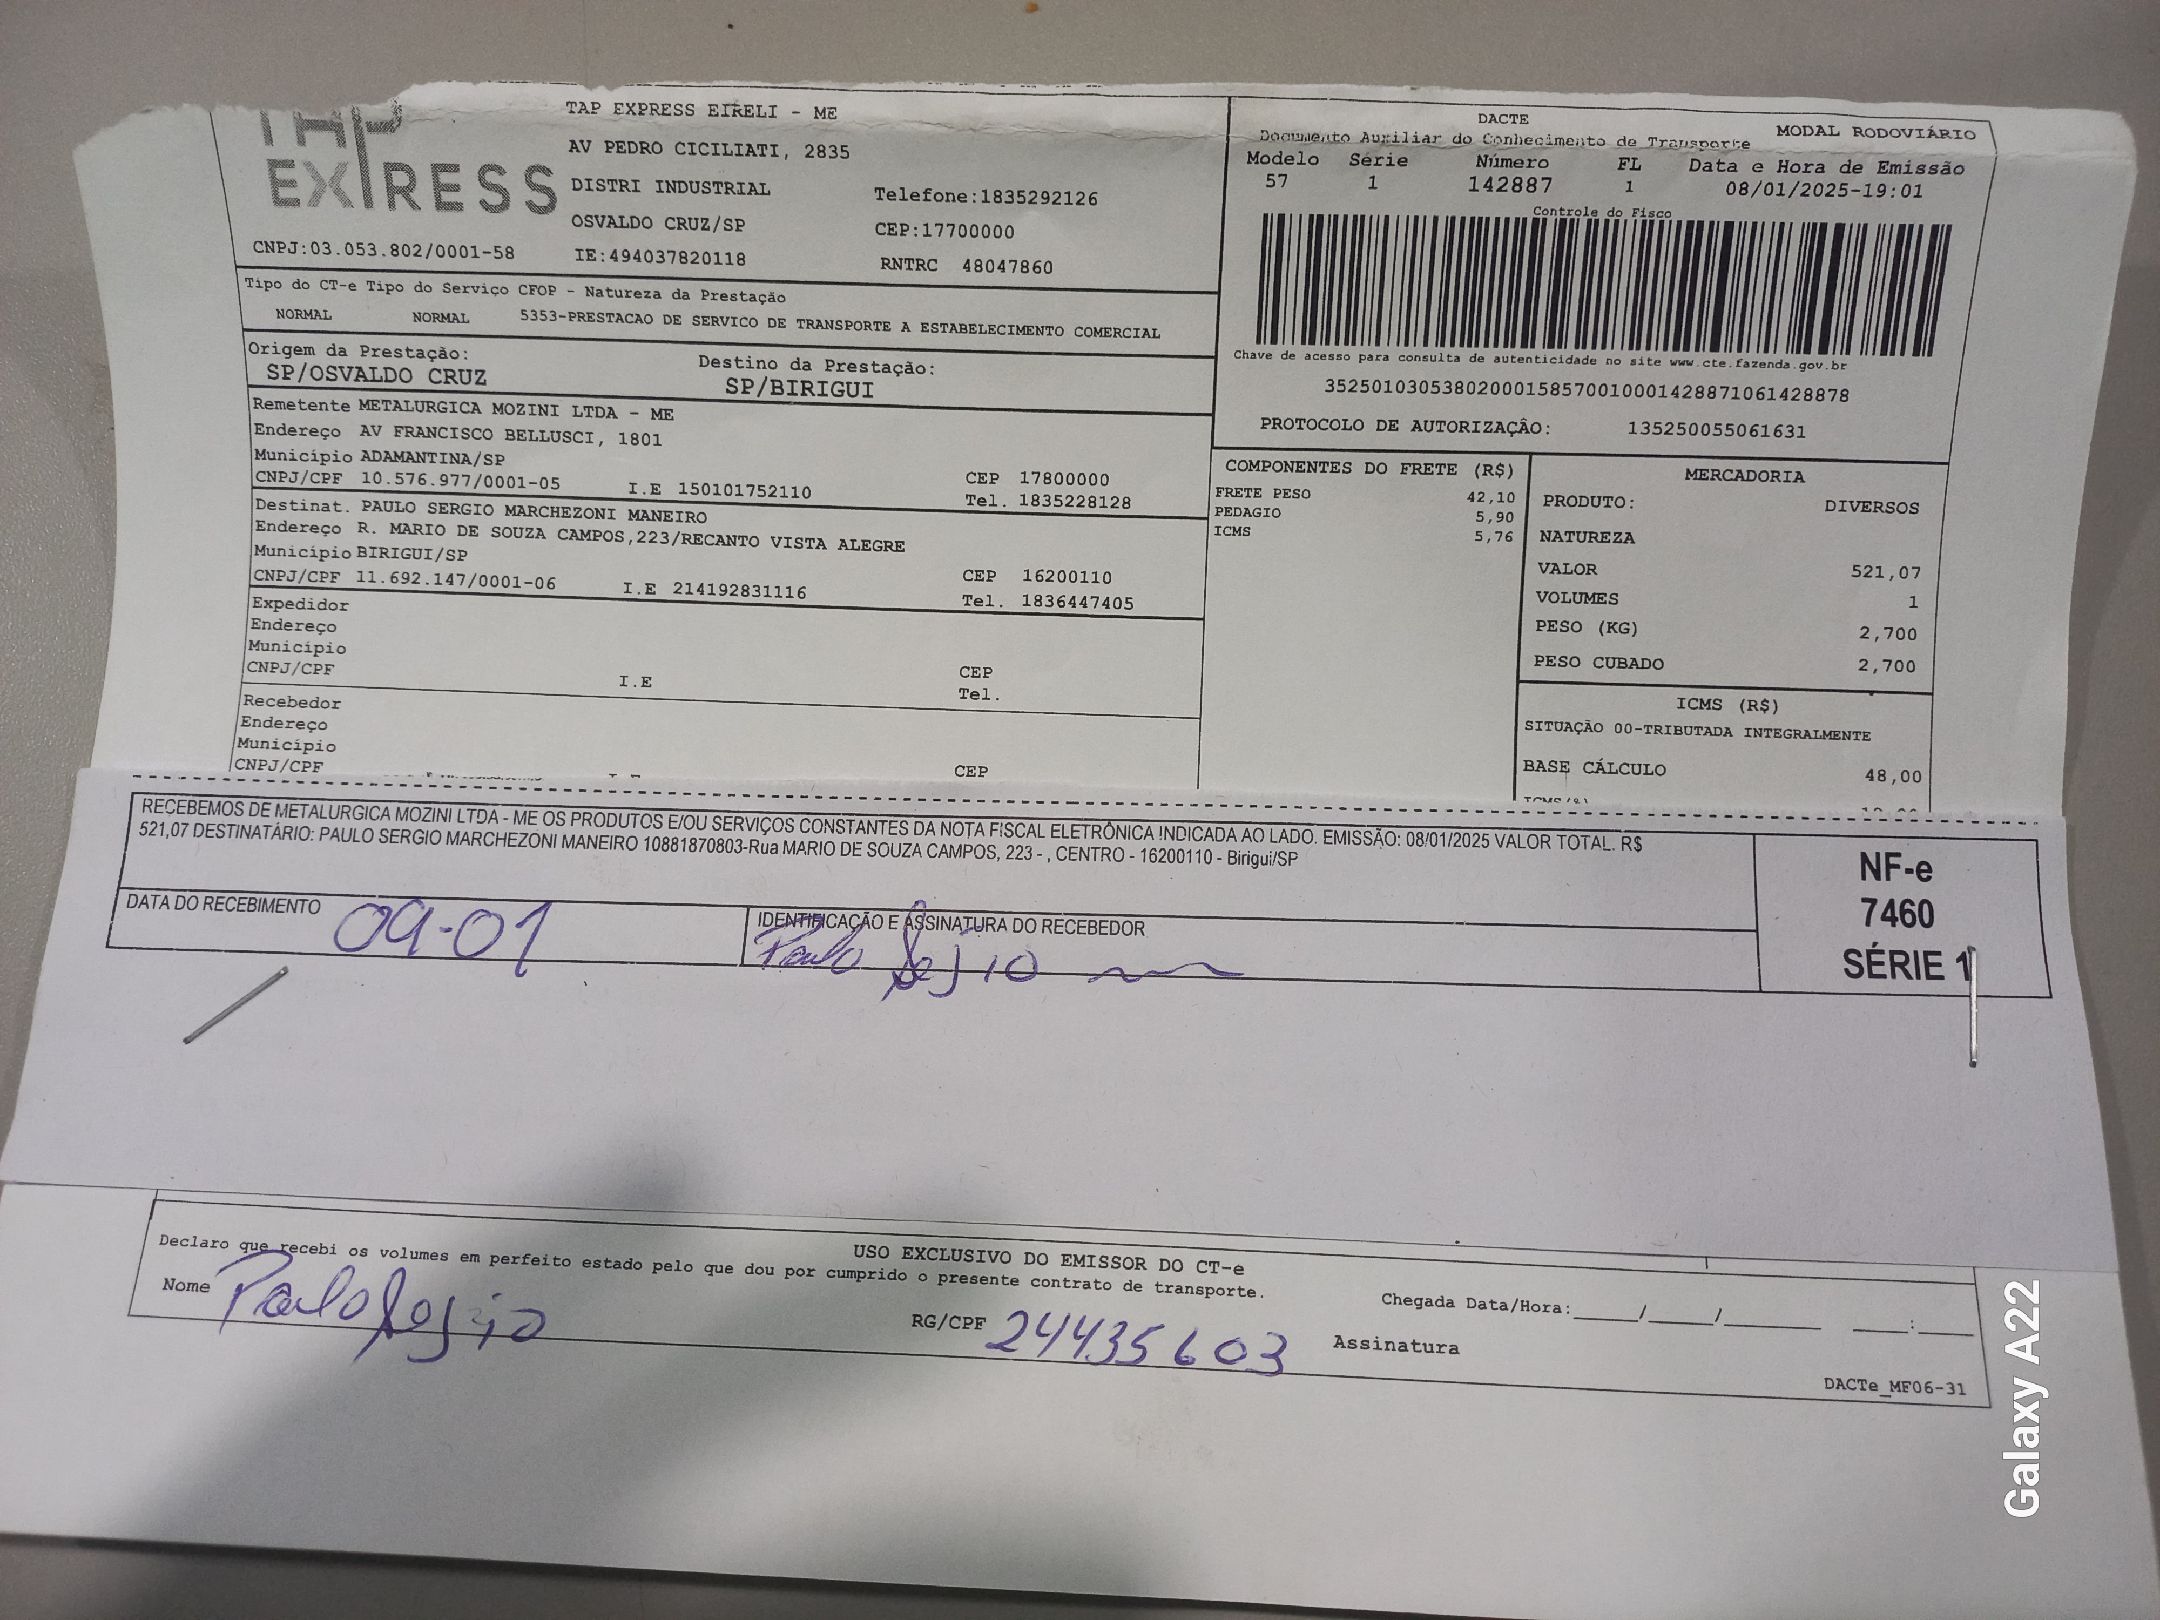 TAP
EXPRESS
TAP EXPRESS EIRELI - ME
AV PEDRO CICILIATI, 2835
DISTRI INDUSTRIAL
Telefone:1835292126
OSVALDO CRUZ/SP
CEP:17700000
CNPJ:03.053.802/0001-58
IE:494037820118
RNTRC 48047860
DACTE
MODAL RODOVIÁRIO
Documento Auxiliar do Conhecimento de Transporte
Modelo Série Número FL Data e Hora de Emissão
57 1 142887 1 08/01/2025-19:01
Controle do Fisco
Chave de acesso para consulta de autenticidade no site www.cte.fazenda.gov.br
35250103053802000158570010001428871061428878
PROTOCOLO DE AUTORIZAÇÃO: 135250055061631
Tipo do CT-e Tipo do Serviço CFOP - Natureza da Prestação
NORMAL NORMAL 5353-PRESTACAO DE SERVICO DE TRANSPORTE A ESTABELECIMENTO COMERCIAL
Origem da Prestação: Destino da Prestação:
SP/OSVALDO CRUZ SP/BIRIGUI
Remetente METALURGICA MOZINI LTDA - ME
Endereço AV FRANCISCO BELLUSCI, 1801
Município ADAMANTINA/SP CEP 17800000
CNPJ/CPF 10.576.977/0001-05 I.E 150101752110 Tel. 1835228128
Destinat. PAULO SERGIO MARCHEZONI MANEIRO
Endereço R. MARIO DE SOUZA CAMPOS,223/RECANTO VISTA ALEGRE
Município BIRIGUI/SP CEP 16200110
CNPJ/CPF 11.692.147/0001-06 I.E 214192831116 Tel. 1836447405
Expedidor
Endereço
Município CEP
CNPJ/CPF I.E Tel.
Recebedor
Endereço
Município
CNPJ/CPF CEP
COMPONENTES DO FRETE (R$)
FRETE PESO 42,10
PEDAGIO 5,90
ICMS 5,76
MERCADORIA
PRODUTO: DIVERSOS
NATUREZA
VALOR 521,07
VOLUMES 1
PESO (KG) 2,700
PESO CUBADO 2,700
ICMS (R$)
SITUAÇÃO 00-TRIBUTADA INTEGRALMENTE
BASE CÁLCULO 48,00
RECEBEMOS DE METALURGICA MOZINI LTDA - ME OS PRODUTOS E/OU SERVIÇOS CONSTANTES DA NOTA FISCAL ELETRÔNICA INDICADA AO LADO. EMISSÃO: 08/01/2025 VALOR TOTAL. R$
521,07 DESTINATÁRIO: PAULO SERGIO MARCHEZONI MANEIRO 10881870803-Rua MARIO DE SOUZA CAMPOS, 223 - , CENTRO - 16200110 - Birigui/SP
DATA DO RECEBIMENTO 09-01
IDENTIFICAÇÃO E ASSINATURA DO RECEBEDOR
Paulo Sergio
NF-e
7460
SÉRIE 1
USO EXCLUSIVO DO EMISSOR DO CT-e
Declaro que recebi os volumes em perfeito estado pelo que dou por cumprido o presente contrato de transporte.
Nome Paulo Sergio RG/CPF 24435603 Chegada Data/Hora:____/____/______ ____:____
Assinatura
DACTe_MF06-31
Galaxy A22